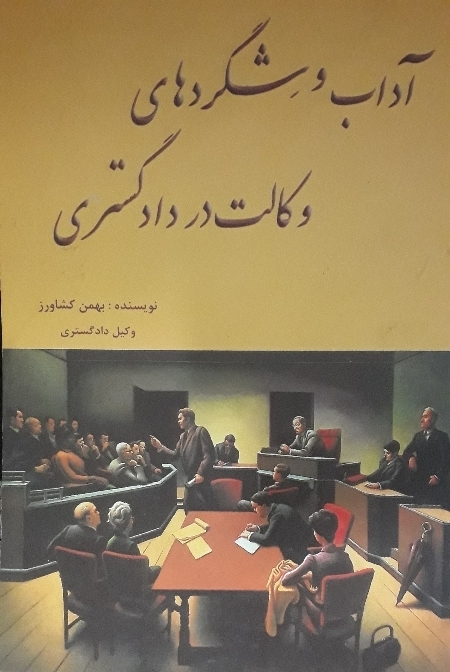 آداب و شگردهای
وکالت در دادگستری
نویسنده : بهمن کشاورز
وکیل دادگستری